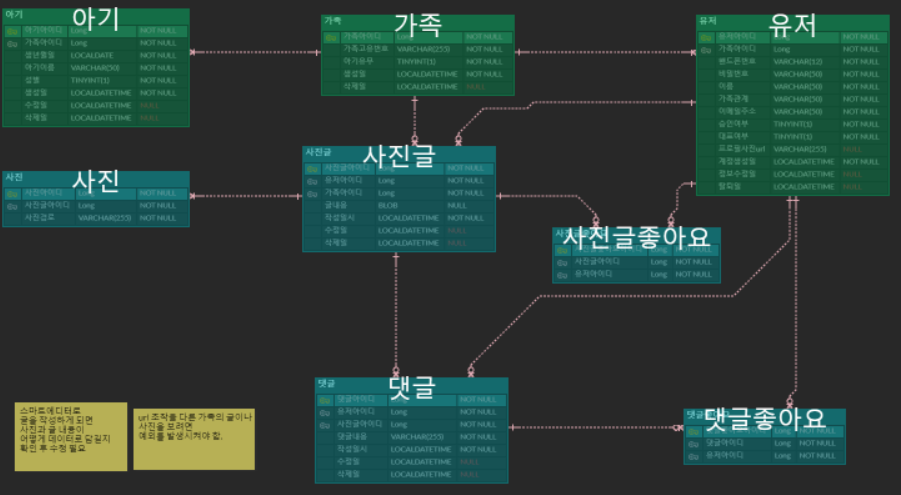 아기
아기
아기아이디 Long NOT NULL
가족아이디 Long NOT NULL
생년월일 LOCALDATE NOT NULL
아기이름 VARCHAR(50) NOT NULL
성별 TINYINT(1) NOT NULL
생성일 LOCALDATETIME NOT NULL
수정일 LOCALDATETIME NULL
삭제일 LOCALDATETIME NULL
가족
가족
가족아이디 Long NOT NULL
가족고유번호 VARCHAR(255) NOT NULL
아기유무 TINYINT(1) NOT NULL
생성일 LOCALDATETIME NOT NULL
삭제일 LOCALDATETIME NULL
유저
유저
유저아이디 Long NOT NULL
가족아이디 Long NOT NULL
핸드폰번호 VARCHAR(12) NOT NULL
비밀번호 VARCHAR(50) NOT NULL
이름 VARCHAR(50) NOT NULL
가족관계 VARCHAR(50) NOT NULL
이메일주소 VARCHAR(50) NOT NULL
승인여부 TINYINT(1) NOT NULL
대표여부 TINYINT(1) NOT NULL
프로필사진url VARCHAR(255) NULL
계정생성일 LOCALDATETIME NOT NULL
정보수정일 LOCALDATETIME NULL
탈퇴일 LOCALDATETIME NULL
사진
사진
사진아이디 Long NOT NULL
사진글아이디 Long NOT NULL
사진경로 VARCHAR(255) NOT NULL
사진글
사진글
사진글아이디 Long NOT NULL
유저아이디 Long NOT NULL
가족아이디 Long NOT NULL
글내용 BLOB NULL
작성일시 LOCALDATETIME NOT NULL
수정일 LOCALDATETIME NULL
삭제일 LOCALDATETIME NULL
사진글좋아요
Long NOT NULL
사진글아이디 Long NOT NULL
유저아이디 Long NOT NULL
댓글
댓글
댓글아이디 Long NOT NULL
유저아이디 Long NOT NULL
사진글아이디 Long NOT NULL
댓글내용 VARCHAR(255) NOT NULL
작성일시 LOCALDATETIME NOT NULL
수정일 LOCALDATETIME NULL
삭제일 LOCALDATETIME NULL
댓글좋아요
Long NOT NULL
댓글아이디 Long NOT NULL
유저아이디 Long NOT NULL
스마트에디터로
글을 작성하게 되면
사진과 글 내용이
어떻게 데이터로 담길지
확인 후 수정 필요
url 조작을 다른 가족의 글이나
사진을 보려면
예외를 발생시켜야 함.